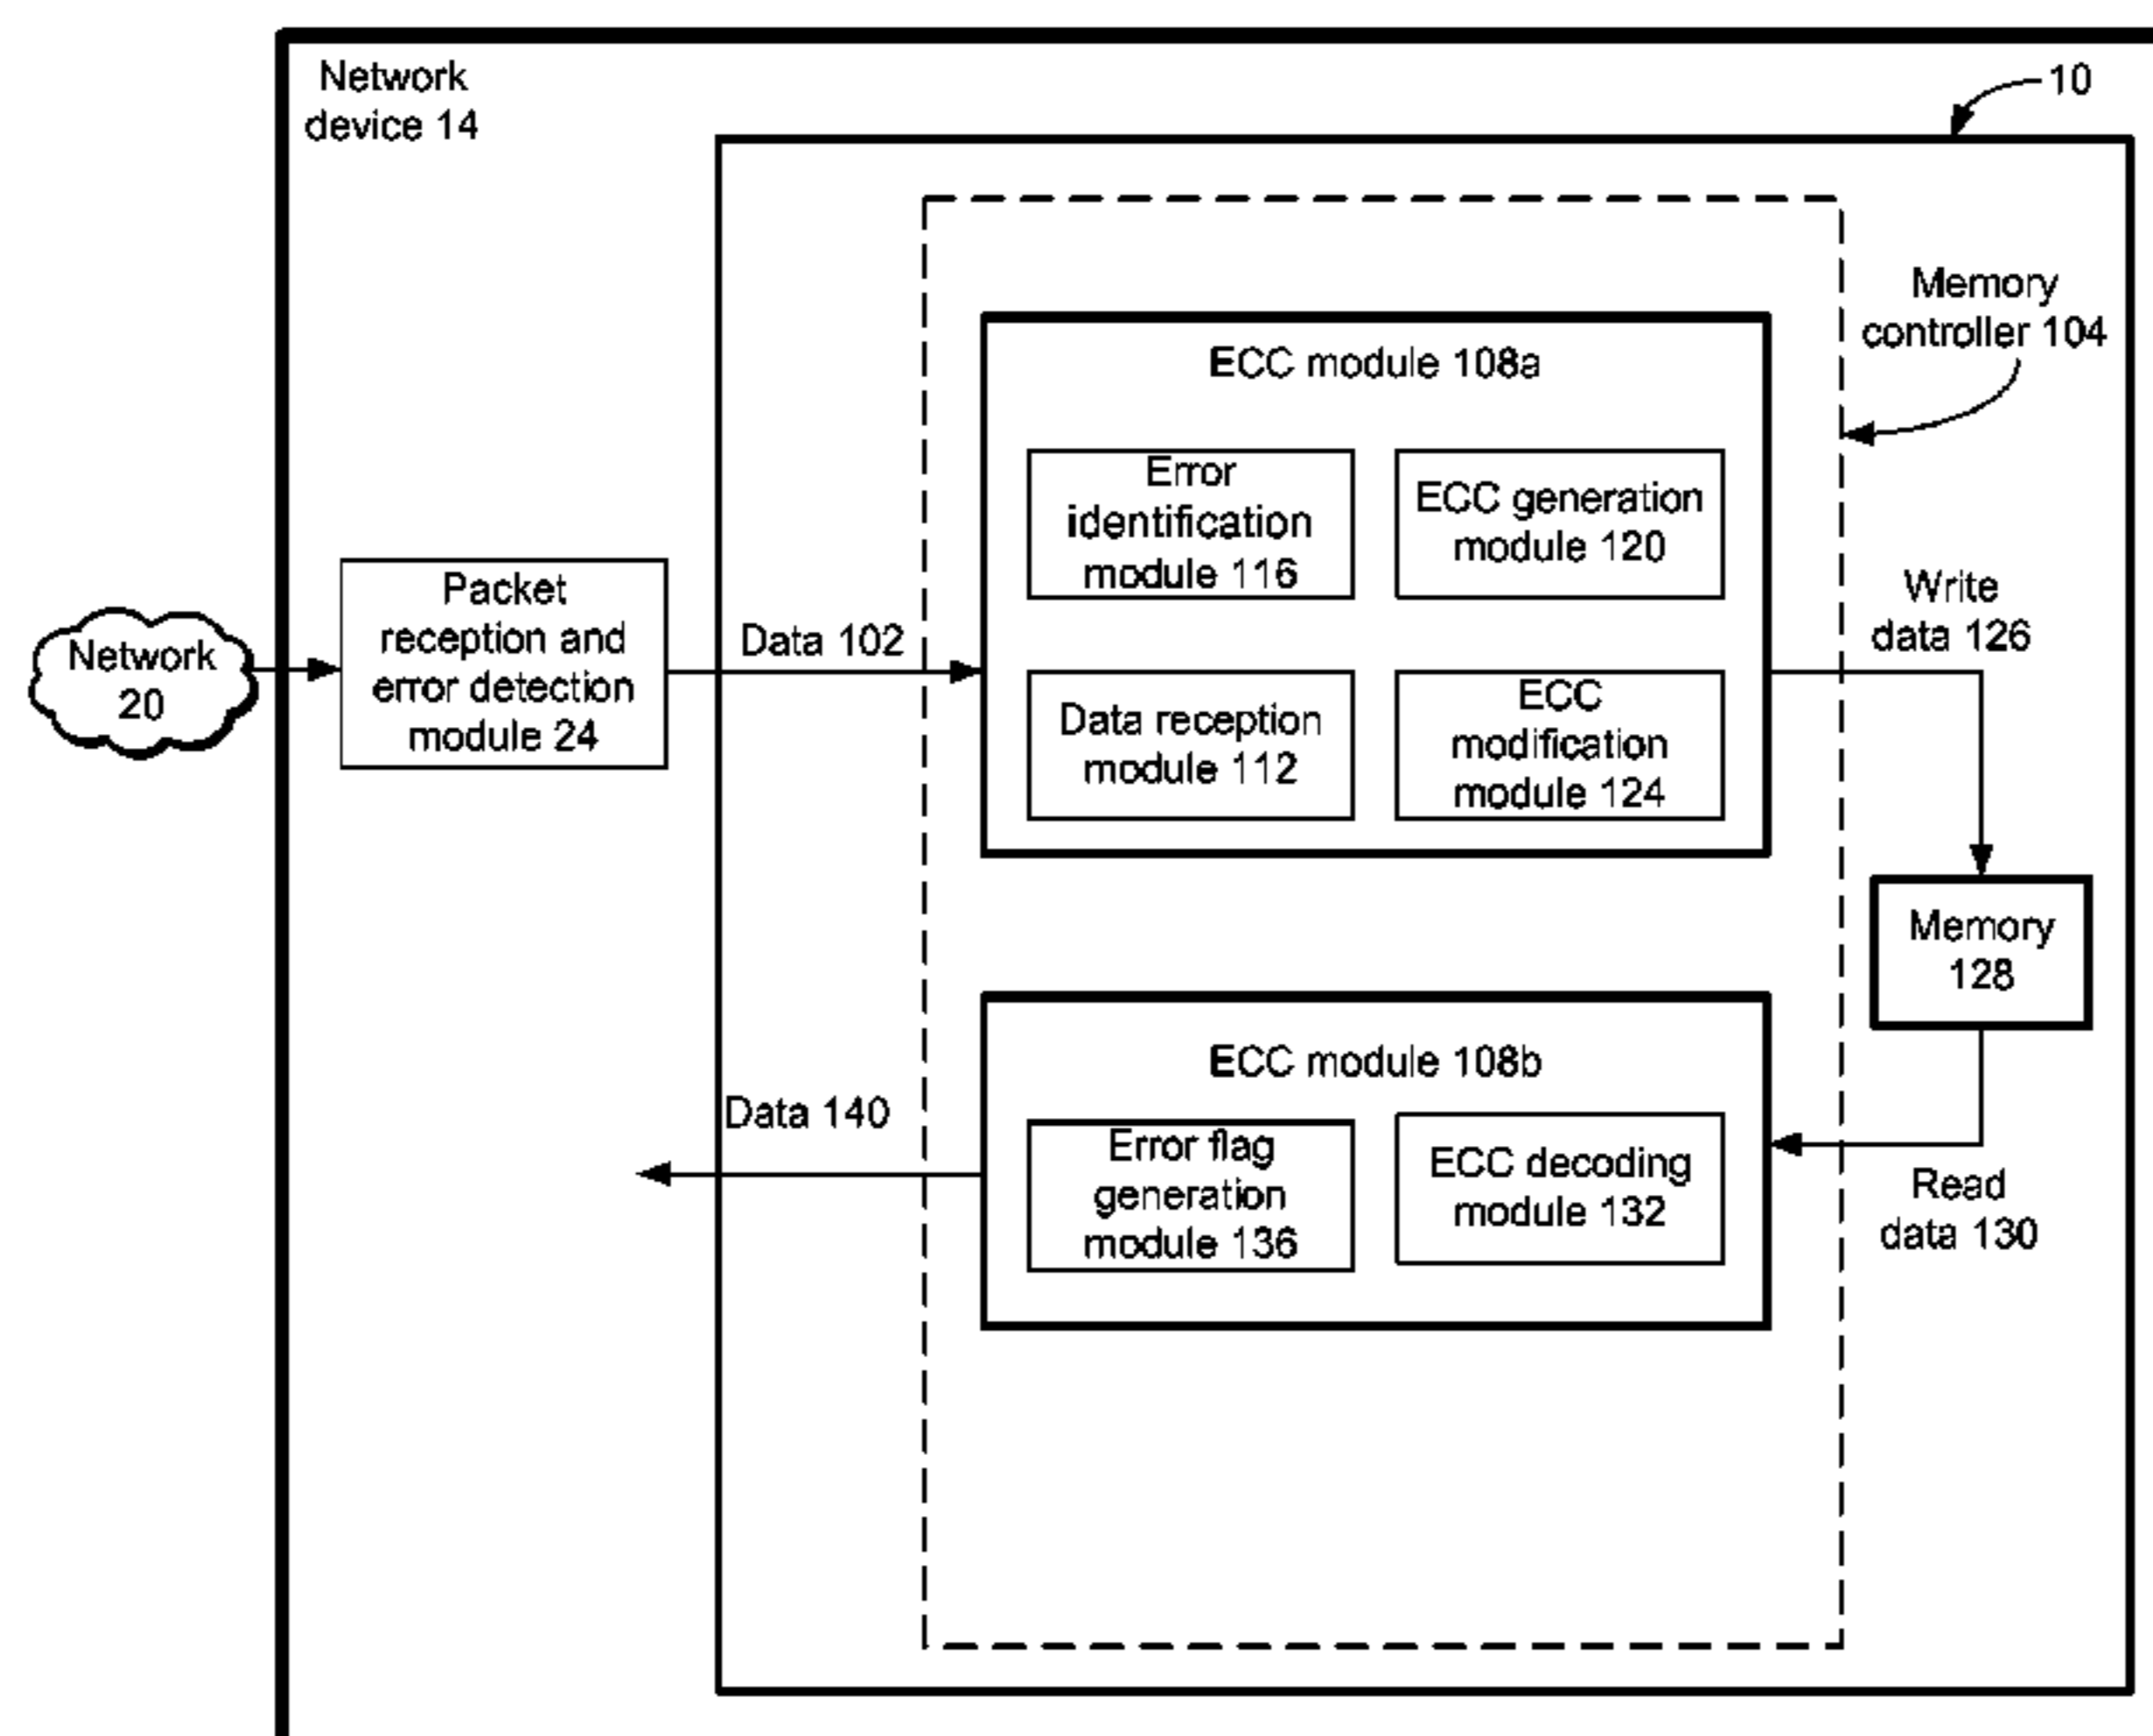 Network
device 14
10
Memory
controller 104
ECC module 108a
Error
identification
module 116
ECC generation
module 120
Packet
reception and
error detection
module 24
Network
20
Data 102
Write
data 126
Data reception
module 112
ECC
modification
module 124
Memory
128
ECC module 108b
Data 140
Error flag
generation
module 136
ECC decoding
module 132
Read
data 130